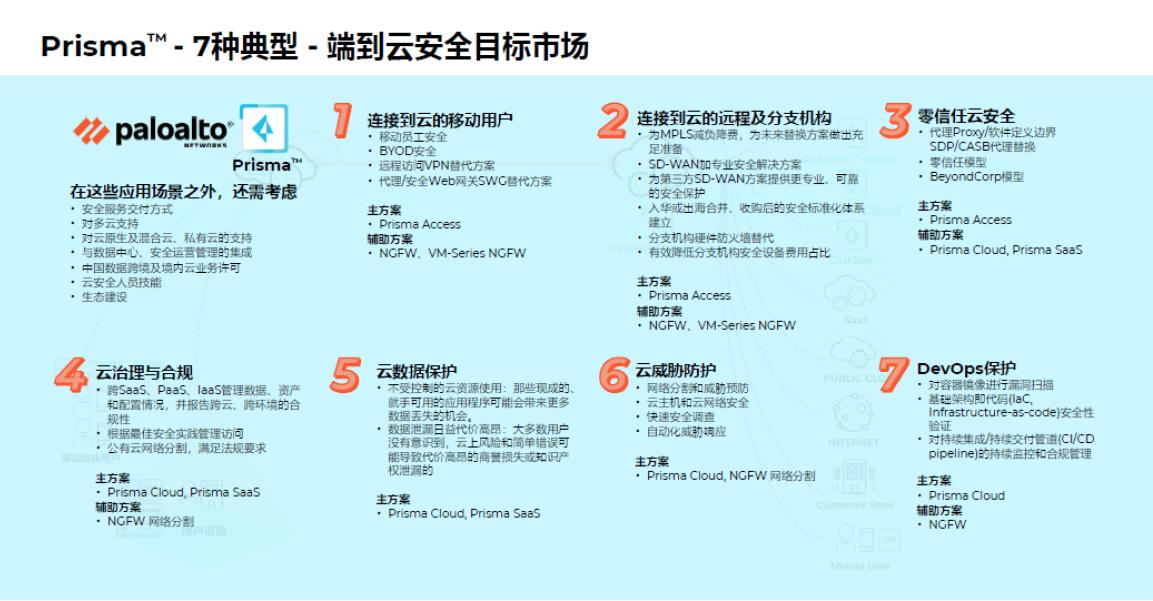 Prisma™ - 7种典型 - 端到云安全目标市场
paloalto®
NETWORKS
Prisma™
在这些应用场景之外，还需考虑
• 安全服务交付方式
• 对多云支持
• 对云原生及混合云、私有云的支持
• 与数据中心、安全运营管理的集成
• 中国数据跨境及境内云业务许可
• 云安全人员技能
• 生态建设
1
连接到云的移动用户
• 移动员工安全
• BYOD安全
• 远程访问VPN替代方案
• 代理/安全Web网关SWG替代方案
主方案
• Prisma Access
辅助方案
• NGFW、VM-Series NGFW
2
连接到云的远程及分支机构
• 为MPLS减负降费，为未来替换方案做出充
足准备
• SD-WAN加专业安全解决方案
• 为第三方SD-WAN方案提供更专业、可靠
的安全保护
• 入华或出海合并、收购后的安全标准化体系
建立
• 分支机构硬件防火墙替代
• 有效降低分支机构安全设备费用占比
主方案
• Prisma Access
辅助方案
• NGFW、VM-Series NGFW
3
零信任云安全
• 代理Proxy/软件定义边界
SDP/CASB代理替换
• 零信任模型
• BeyondCorp模型
主方案
• Prisma Access
辅助方案
• Prisma Cloud, Prisma SaaS
4
云治理与合规
• 跨SaaS、PaaS、IaaS管理数据、资产
和配置情况，并报告跨云、跨环境的合
规性
• 根据最佳安全实践管理访问
• 公有云网络分割，满足法规要求
主方案
• Prisma Cloud, Prisma SaaS
辅助方案
• NGFW 网络分割
5
云数据保护
• 不受控制的云资源使用：那些现成的、
就手可用的应用程序可能会带来更多
数据丢失的机会。
• 数据泄漏日益代价高昂：大多数用户
没有意识到，云上风险和简单错误可
能导致代价高昂的商誉损失或知识产
权泄漏的
主方案
• Prisma Cloud, Prisma SaaS
6
云威胁防护
• 网络分割和威胁预防
• 云主机和云网络安全
• 快速安全调查
• 自动化威胁响应
主方案
• Prisma Cloud, NGFW 网络分割
7
DevOps保护
• 对容器镜像进行漏洞扫描
• 基础架构即代码(IaC,
Infrastructure-as-code)安全性
验证
• 对持续集成/持续交付管道(CI/CD
pipeline)的持续监控和合规管理
主方案
• Prisma Cloud
辅助方案
• NGFW
Prisma™ SaaS
Cloud
Cortex™
SaaS
PUBLIC CLOUD
INTERNET
Customer Sites
GP
Mobile User